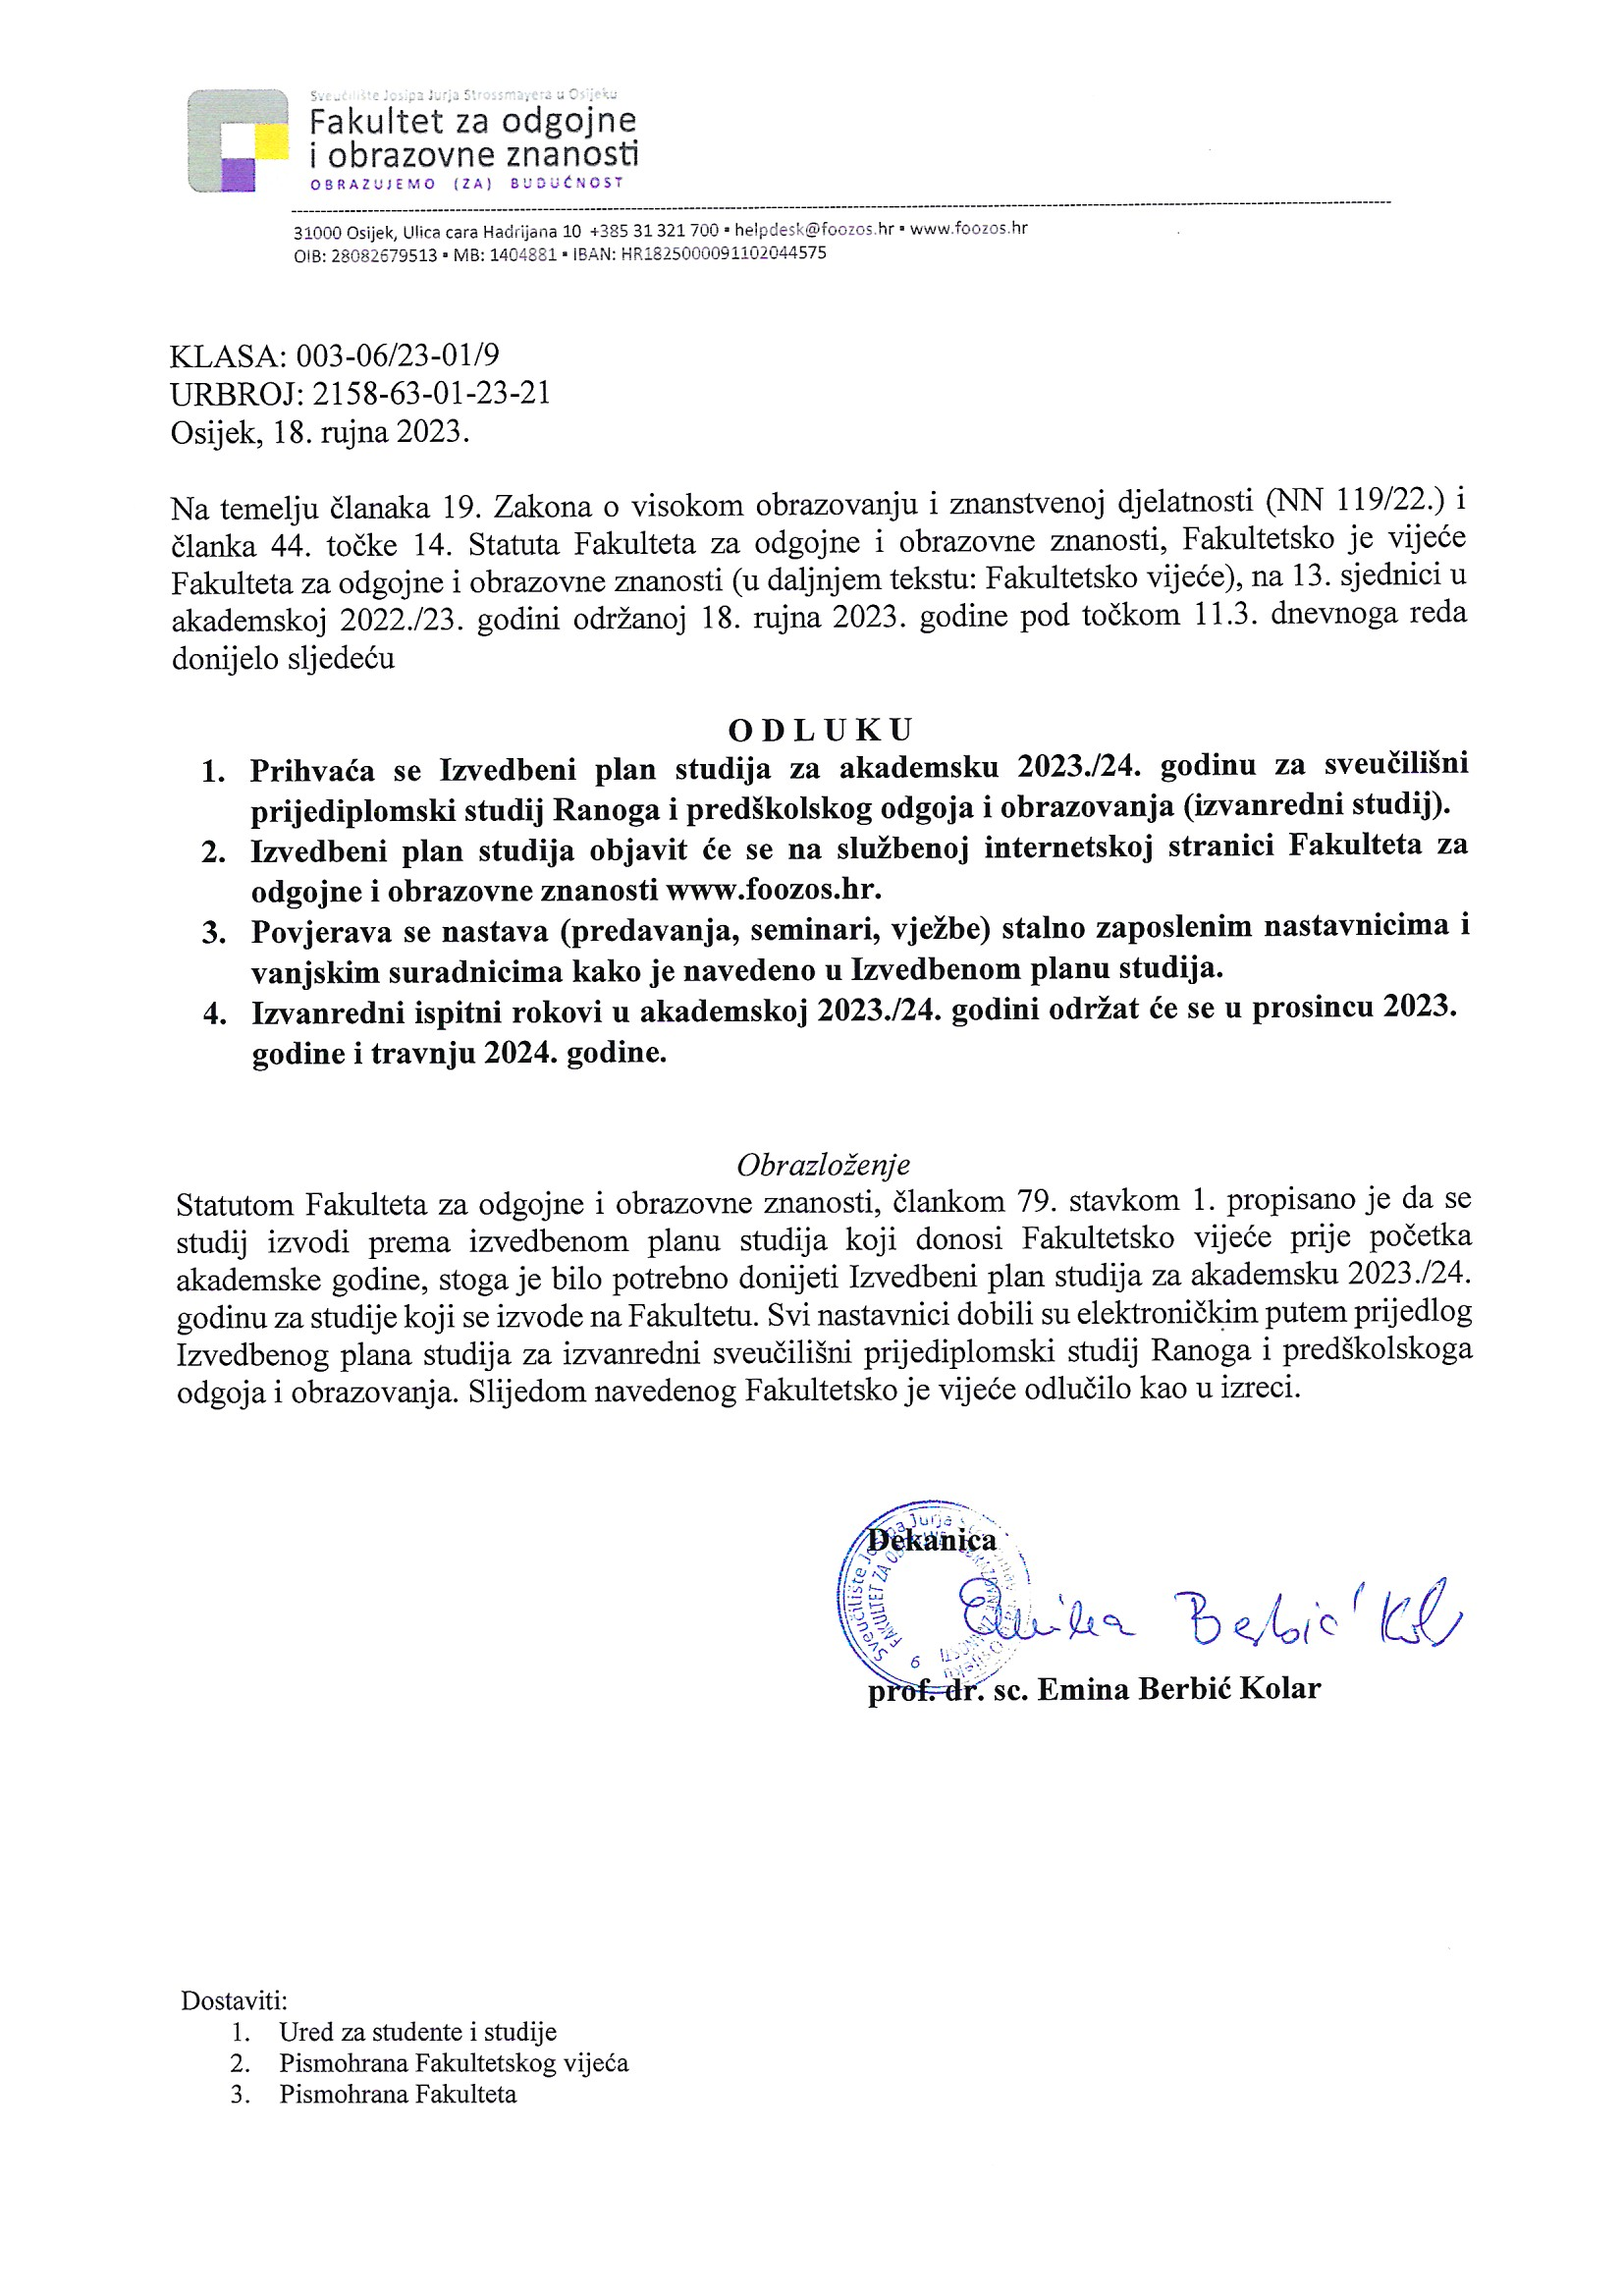 Sveučilište Josipa Jurja Strossmayera u Osijeku
Fakultet za odgojne
i obrazovne znanosti
OBRAZUJEMO (ZA) BUDUĆNOST
31000 Osijek, Ulica cara Hadrijana 10 +385 31 321 700 ▪ helpdesk@foozos.hr ▪ www.foozos.hr
OIB: 28082679513 ▪ MB: 1404881 ▪ IBAN: HR1825000091102044575
KLASA: 003-06/23-01/9
URBROJ: 2158-63-01-23-21
Osijek, 18. rujna 2023.
Na temelju članaka 19. Zakona o visokom obrazovanju i znanstvenoj djelatnosti (NN 119/22.) i
članka 44. točke 14. Statuta Fakulteta za odgojne i obrazovne znanosti, Fakultetsko je vijeće
Fakulteta za odgojne i obrazovne znanosti (u daljnjem tekstu: Fakultetsko vijeće), na 13. sjednici u
akademskoj 2022./23. godini održanoj 18. rujna 2023. godine pod točkom 11.3. dnevnoga reda
donijelo sljedeću
O D L U K U
1. Prihvaća se Izvedbeni plan studija za akademsku 2023./24. godinu za sveučilišni
prijediplomski studij Ranoga i predškolskog odgoja i obrazovanja (izvanredni studij).
2. Izvedbeni plan studija objavit će se na službenoj internetskoj stranici Fakulteta za
odgojne i obrazovne znanosti www.foozos.hr.
3. Povjerava se nastava (predavanja, seminari, vježbe) stalno zaposlenim nastavnicima i
vanjskim suradnicima kako je navedeno u Izvedbenom planu studija.
4. Izvanredni ispitni rokovi u akademskoj 2023./24. godini održat će se u prosincu 2023.
godine i travnju 2024. godine.
Obrazloženje
Statutom Fakulteta za odgojne i obrazovne znanosti, člankom 79. stavkom 1. propisano je da se
studij izvodi prema izvedbenom planu studija koji donosi Fakultetsko vijeće prije početka
akademske godine, stoga je bilo potrebno donijeti Izvedbeni plan studija za akademsku 2023./24.
godinu za studije koji se izvode na Fakultetu. Svi nastavnici dobili su elektroničkim putem prijedlog
Izvedbenog plana studija za izvanredni sveučilišni prijediplomski studij Ranoga i predškolskoga
odgoja i obrazovanja. Slijedom navedenog Fakultetsko je vijeće odlučilo kao u izreci.
Dekanica
Sveučilište Josipa Jurja Osijeku
FAKULTET ZA
9
Emina Berbić Kolar
prof. dr. sc. Emina Berbić Kolar
Dostaviti:
1. Ured za studente i studije
2. Pismohrana Fakultetskog vijeća
3. Pismohrana Fakulteta